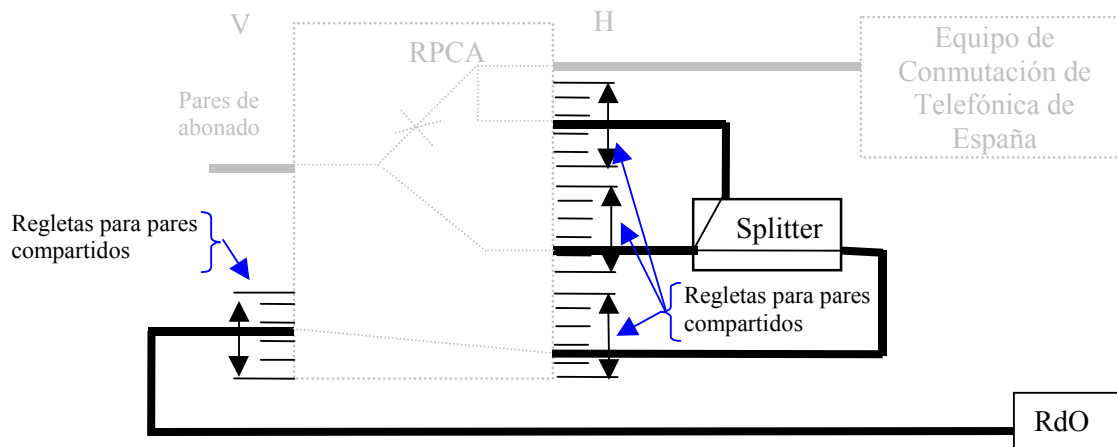 V
H
RPCA
Equipo de
Conmutación de
Telefónica de
España
Pares de
abonado
Regletas para pares
compartidos
Splitter
Regletas para pares
compartidos
RdO